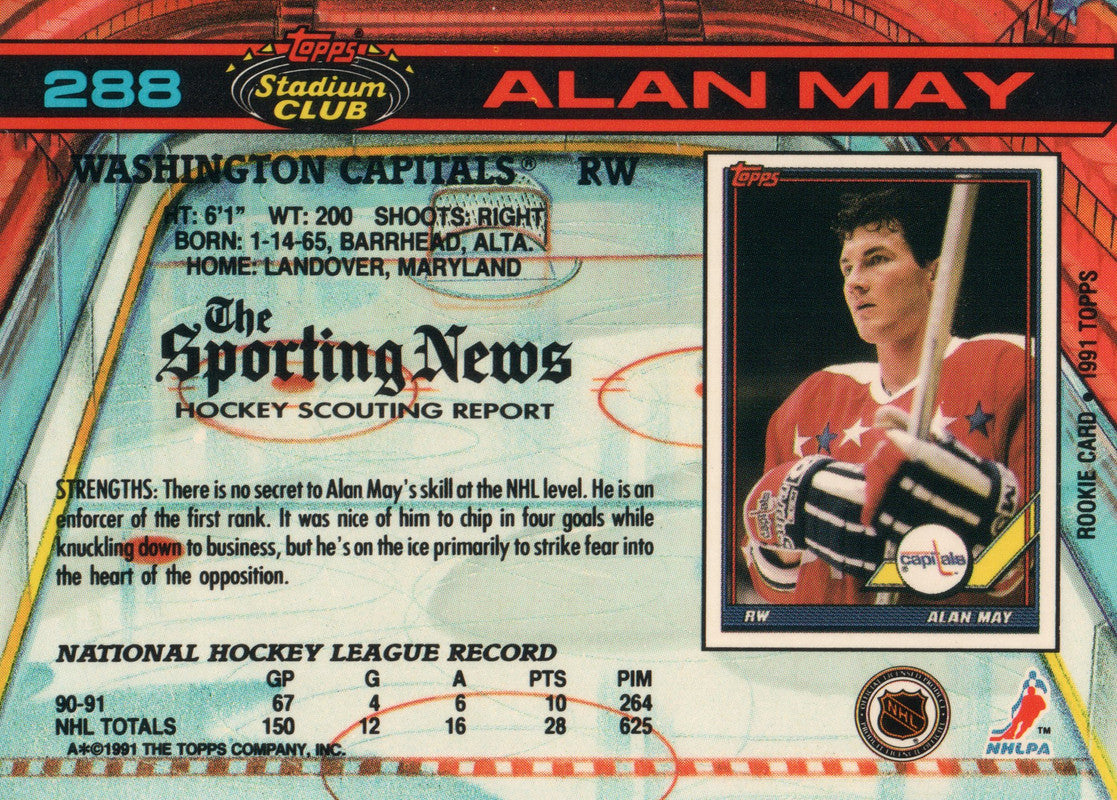 288
Topps
Stadium
CLUB
ALAN MAY
WASHINGTON CAPITALS® RW
HT: 6'1" WT: 200 SHOOTS: RIGHT
BORN: 1-14-65, BARRHEAD, ALTA.
HOME: LANDOVER, MARYLAND
The
Sporting News
HOCKEY SCOUTING REPORT
STRENGTHS: There is no secret to Alan May's skill at the NHL level. He is an
enforcer of the first rank. It was nice of him to chip in four goals while
knuckling down to business, but he's on the ice primarily to strike fear into
the heart of the opposition.
NATIONAL HOCKEY LEAGUE RECORD
GP G A PTS PIM
90-91 67 4 6 10 264
NHL TOTALS 150 12 16 28 625
A*©1991 THE TOPPS COMPANY, INC.
Topps
capitals
RW ALAN MAY
ROOKIE CARD • 1991 TOPPS
NHL
NHLPA ™